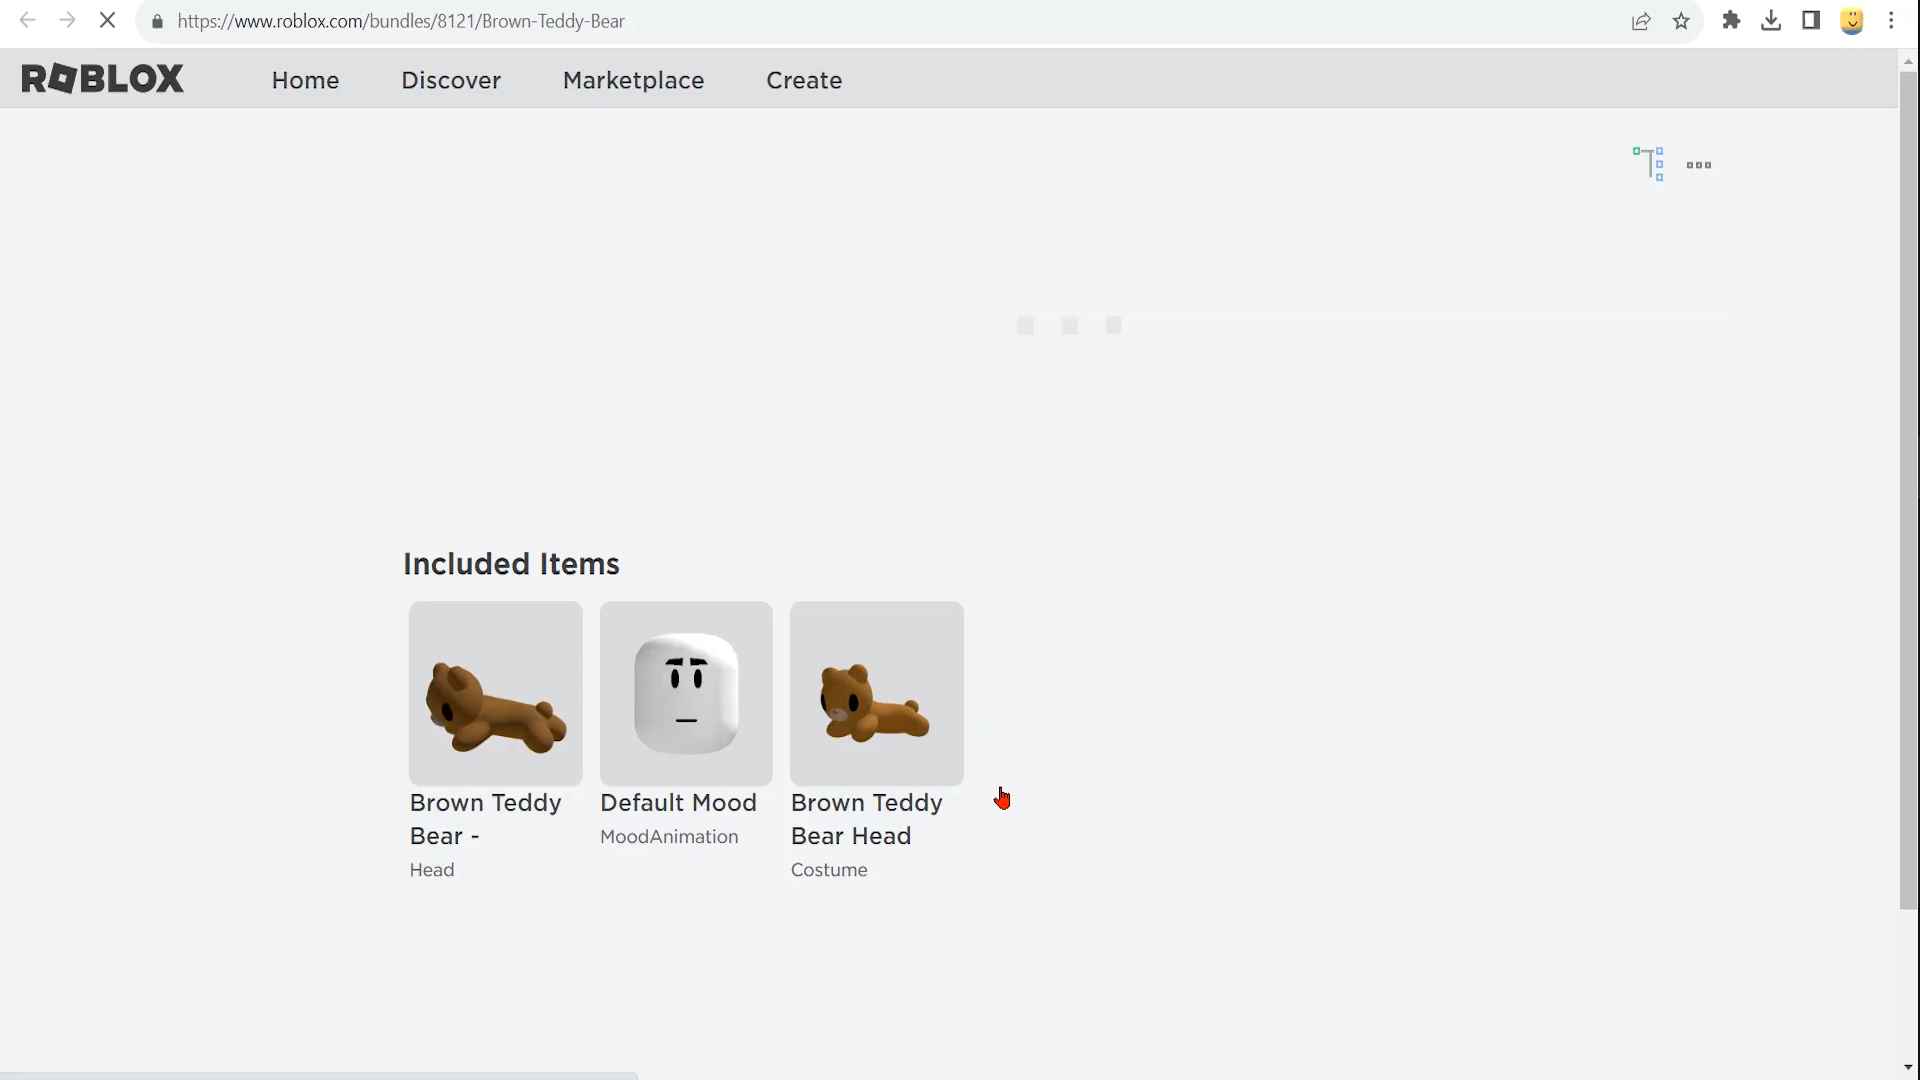 https://www.roblox.com/bundles/8121/Brown-Teddy-Bear
ROBLOX Home Discover Marketplace Create
Included Items
Brown Teddy Bear -
Head
Default Mood
MoodAnimation
Brown Teddy Bear Head
Costume